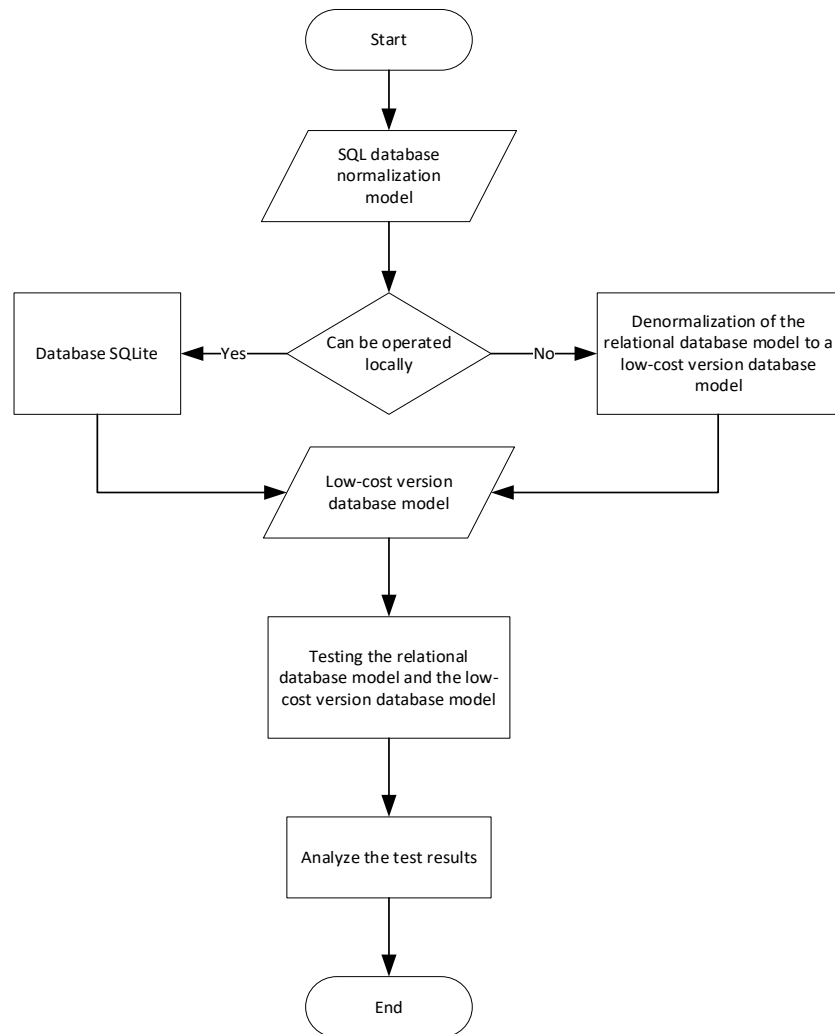 Start
SQL database
normalization
model
Can be operated
locally
Yes
No
Database SQLite
Denormalization of the
relational database model to a
low-cost version database
model
Low-cost version
database model
Testing the relational
database model and the low-
cost version database model
Analyze the test results
End